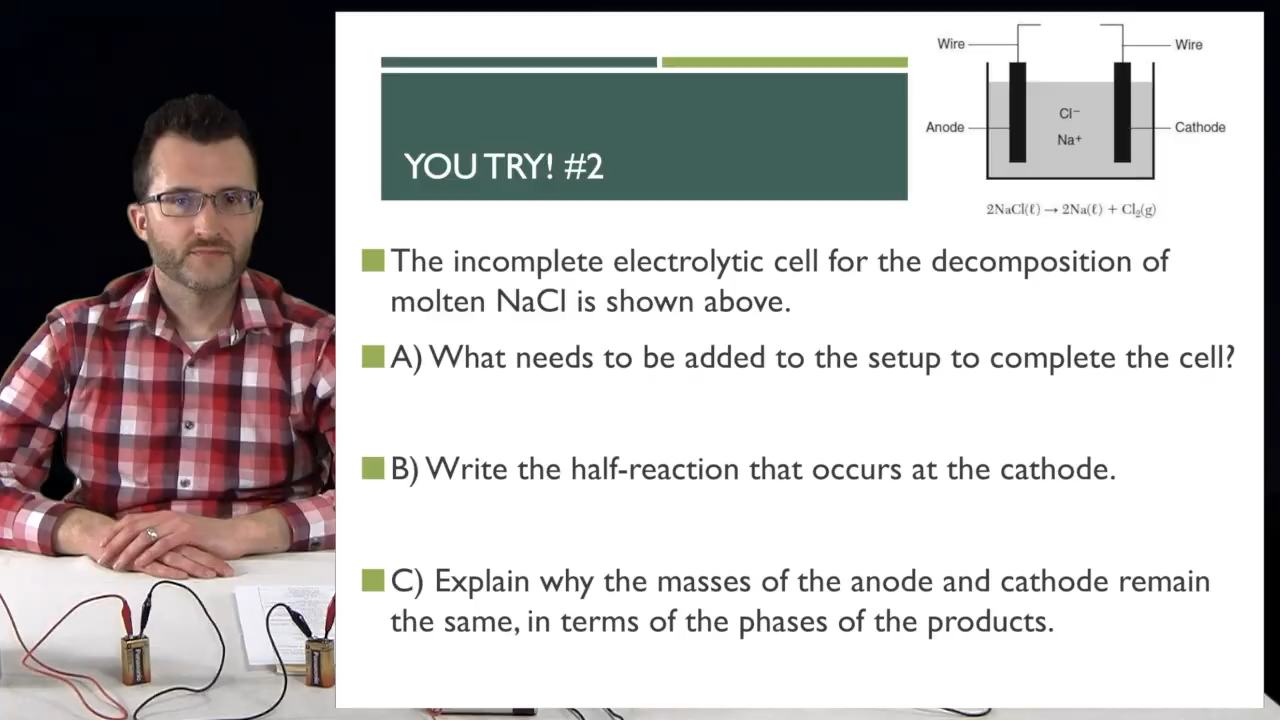 Wire
Wire
Cl⁻
Anode
Cathode
Na⁺
2NaCl(ℓ) → 2Na(ℓ) + Cl₂(g)
YOU TRY! #2
The incomplete electrolytic cell for the decomposition of
molten NaCl is shown above.
A) What needs to be added to the setup to complete the cell?
B) Write the half-reaction that occurs at the cathode.
C) Explain why the masses of the anode and cathode remain
the same, in terms of the phases of the products.
Panasonic
Panasonic